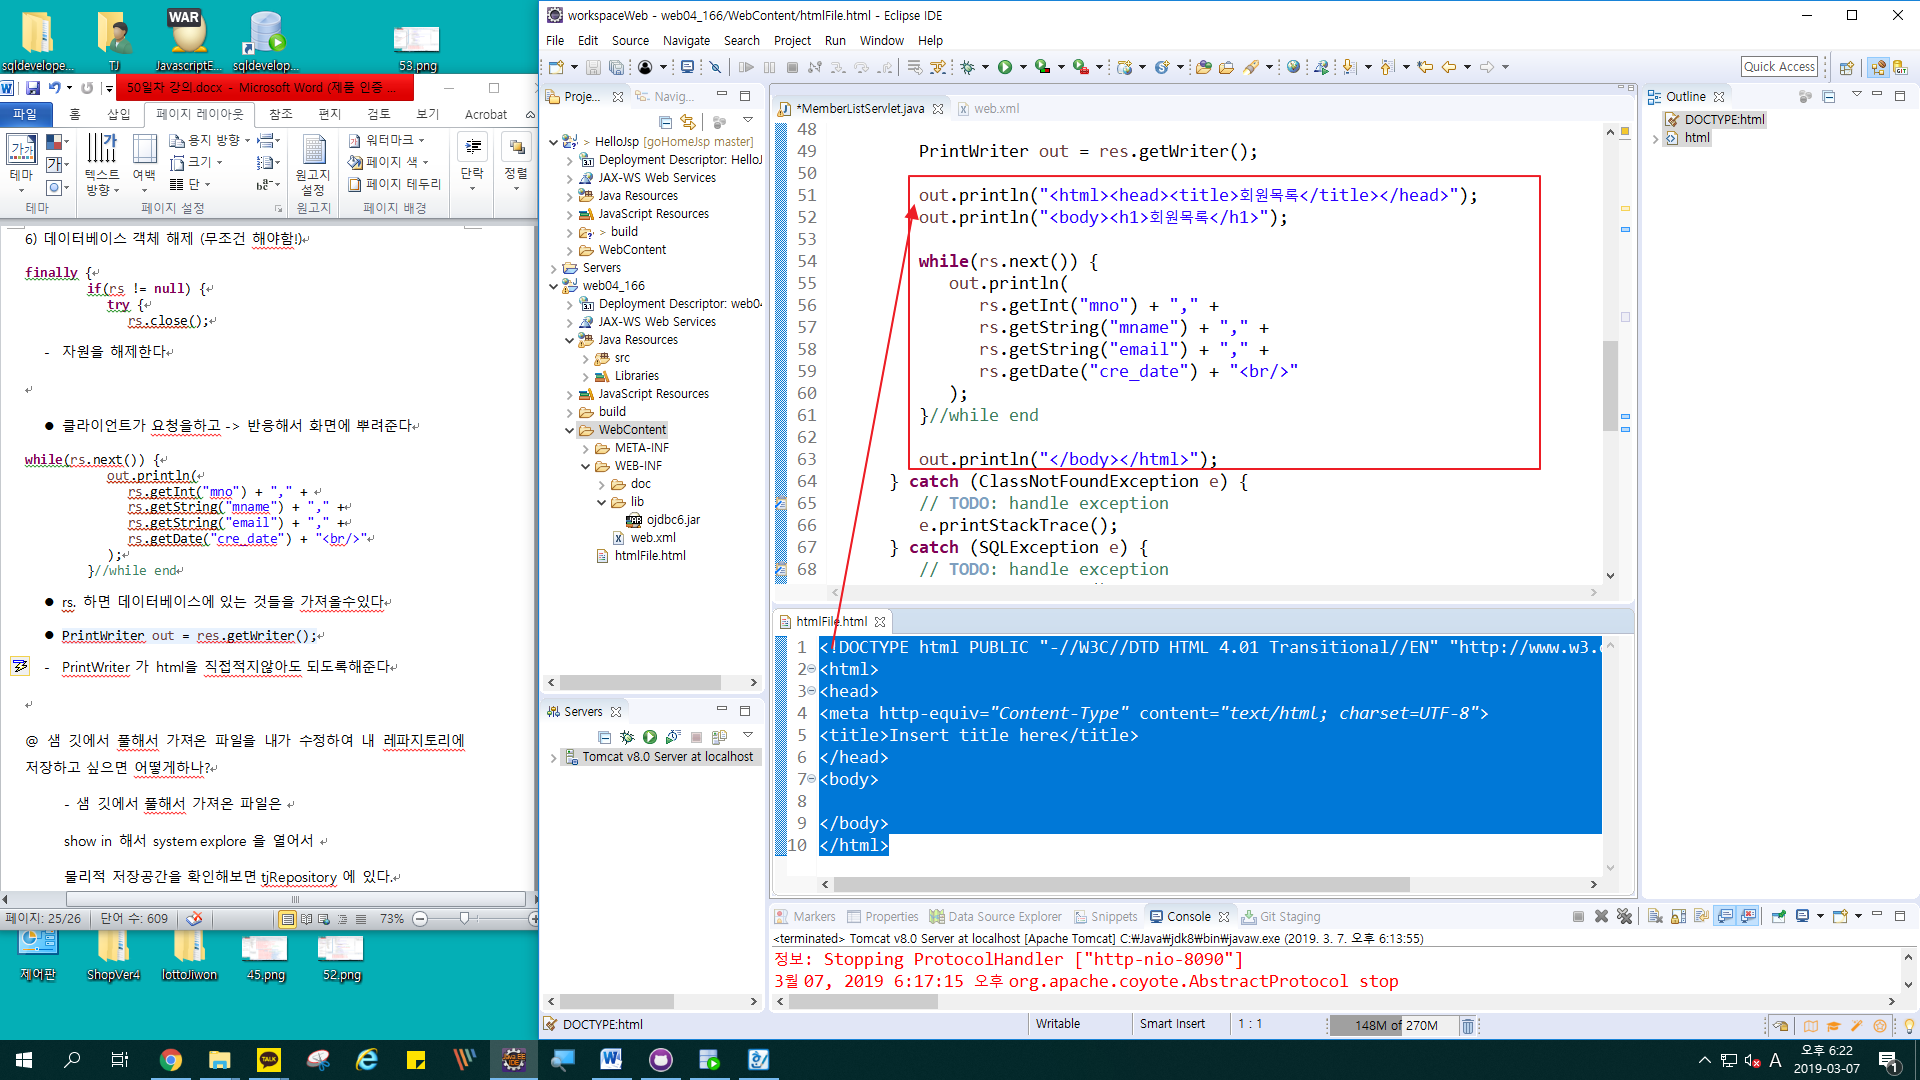 sqldevelope...
TJ
WAR
JavascriptE...
sqldevelop...
53.png
50일차 강의.docx - Microsoft Word (제품 인증
파일
홈
삽입
페이지 레이아웃
참조
편지
검토
보기
Acrobat
테마
텍스트 방향
여백
용지 방향
크기
단
원고지 설정
워터마크
페이지 색
페이지 테두리
단락
정렬
테마
페이지 설정
원고지
페이지 배경
6) 데이터베이스 객체 해제 (무조건 해야함!)
finally {
if(rs != null) {
try {
rs.close();
- 자원을 해제한다
● 클라이언트가 요청을하고 -> 반응해서 화면에 뿌려준다
while(rs.next()) {
out.println(
rs.getInt("mno") + "," +
rs.getString("mname") + "," +
rs.getString("email") + "," +
rs.getDate("cre_date") + "<br/>"
);
}//while end
● rs. 하면 데이터베이스에 있는 것들을 가져올수있다
● PrintWriter out = res.getWriter();
- PrintWriter 가 html을 직접적지않아도 되도록해준다
@ 샘 깃에서 풀해서 가져온 파일을 내가 수정하여 내 레파지토리에
저장하고 싶으면 어떻게하나?
- 샘 깃에서 풀해서 가져온 파일은
show in 해서 system explore 을 열어서
물리적 저장공간을 확인해보면 tjRepository 에 있다.
페이지: 25/26
단어 수: 609
73%
제어판
ShopVer4
lottoJiwon
45.png
52.png
workspaceWeb - web04_166/WebContent/htmlFile.html - Eclipse IDE
File Edit Source Navigate Search Project Run Window Help
Quick Access
Proje...
Navig...
> HelloJsp [goHomeJsp master]
Deployment Descriptor: HelloJ
JAX-WS Web Services
Java Resources
JavaScript Resources
> build
WebContent
Servers
web04_166
Deployment Descriptor: web04
JAX-WS Web Services
Java Resources
src
Libraries
JavaScript Resources
build
WebContent
META-INF
WEB-INF
doc
lib
ojdbc6.jar
web.xml
htmlFile.html
Servers
Tomcat v8.0 Server at localhost
*MemberListServlet.java
web.xml
48
49 PrintWriter out = res.getWriter();
50
51 out.println("<html><head><title>회원목록</title></head>");
52 out.println("<body><h1>회원목록</h1>");
53
54 while(rs.next()) {
55 out.println(
56 rs.getInt("mno") + "," +
57 rs.getString("mname") + "," +
58 rs.getString("email") + "," +
59 rs.getDate("cre_date") + "<br/>"
60 );
61 }//while end
62
63 out.println("</body></html>");
64 } catch (ClassNotFoundException e) {
65 // TODO: handle exception
66 e.printStackTrace();
67 } catch (SQLException e) {
68 // TODO: handle exception
htmlFile.html
1 <!DOCTYPE html PUBLIC "-//W3C//DTD HTML 4.01 Transitional//EN" "http://www.w3.
2 <html>
3 <head>
4 <meta http-equiv="Content-Type" content="text/html; charset=UTF-8">
5 <title>Insert title here</title>
6 </head>
7 <body>
8
9 </body>
10 </html>
Outline
DOCTYPE:html
html
Markers
Properties
Data Source Explorer
Snippets
Console
Git Staging
<terminated> Tomcat v8.0 Server at localhost [Apache Tomcat] C:₩Java₩jdk8₩bin₩javaw.exe (2019. 3. 7. 오후 6:13:55)
정보: Stopping ProtocolHandler ["http-nio-8090"]
3월 07, 2019 6:17:15 오후 org.apache.coyote.AbstractProtocol stop
DOCTYPE:html
Writable
Smart Insert
1 : 1
148M of 270M
TALK
A
오후 6:22
2019-03-07
1